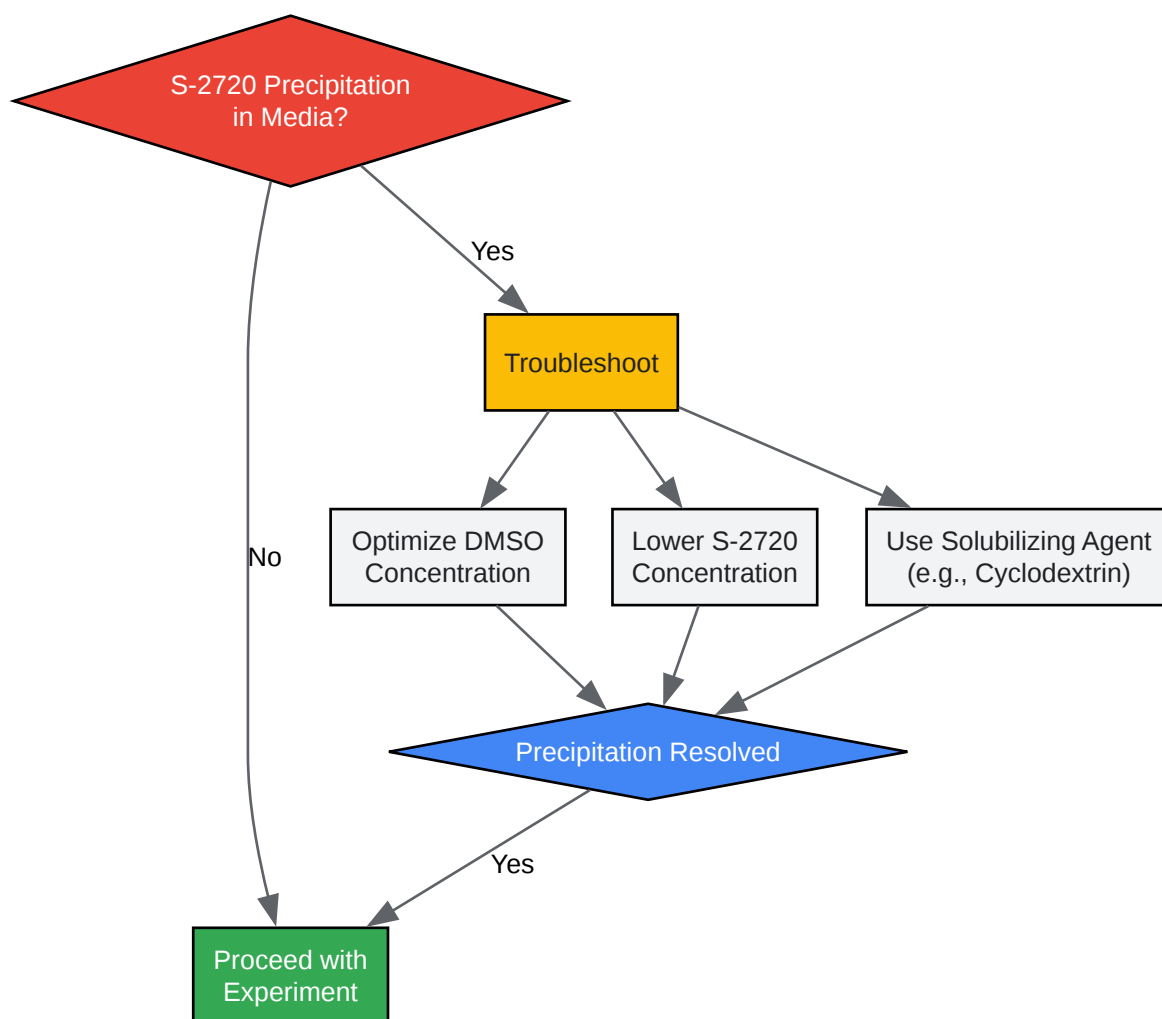 S-2720 Precipitation
in Media?
Yes
Troubleshoot
Optimize DMSO
Concentration
Lower S-2720
Concentration
Use Solubilizing Agent
(e.g., Cyclodextrin)
No
Precipitation Resolved
Yes
Proceed with
Experiment